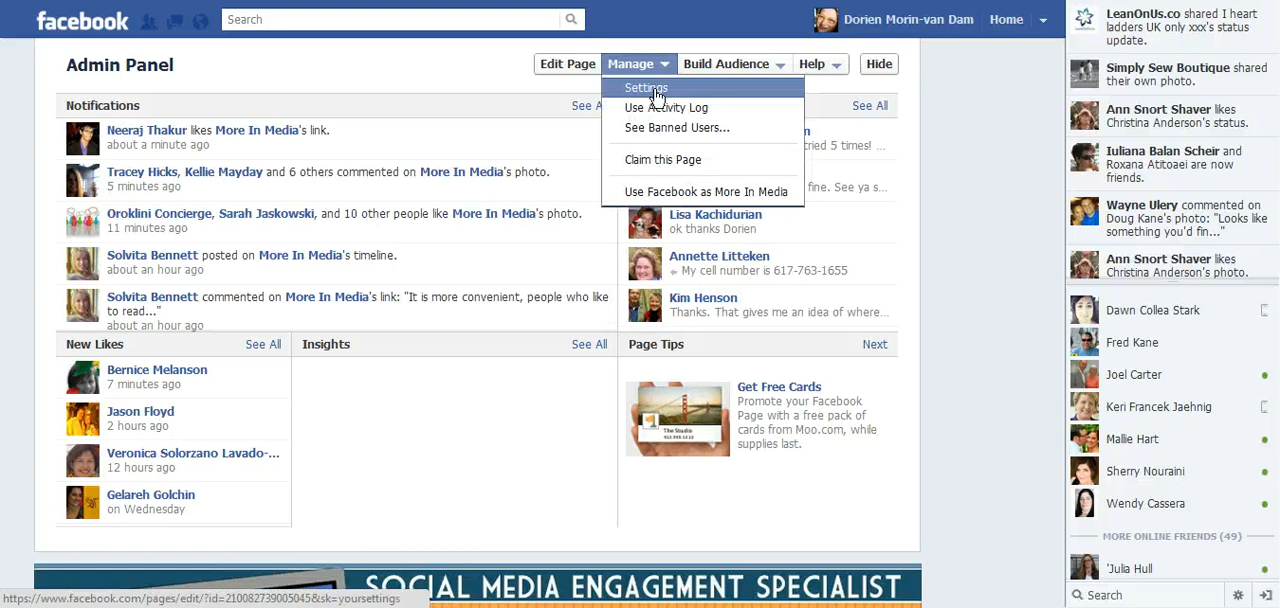 facebook
Search
Dorien Morin-van Dam
Home
Admin Panel
Edit Page
Manage
Build Audience
Help
Hide
Settings
Use Activity Log
See Banned Users...
Claim this Page
Use Facebook as More In Media
Notifications
See A
See All
Neeraj Thakur likes More In Media's link.
about a minute ago
Tracey Hicks, Kellie Mayday and 6 others commented on More In Media's photo.
5 minutes ago
Oroklini Concierge, Sarah Jaskowski, and 10 other people like More In Media's photo.
11 minutes ago
Solvita Bennett posted on More In Media's timeline.
about an hour ago
Solvita Bennett commented on More In Media's link: "It is more convenient, people who like
to read..."
about an hour ago
tried 5 times! ...
fine. See ya s...
Lisa Kachidurian
ok thanks Dorien
Annette Litteken
My cell number is 617-763-1655
Kim Henson
Thanks. That gives me an idea of where...
New Likes
See All
Bernice Melanson
7 minutes ago
Jason Floyd
2 hours ago
Veronica Solorzano Lavado-...
12 hours ago
Gelareh Golchin
on Wednesday
Insights
See All
Page Tips
Next
The Studio
Get Free Cards
Promote your Facebook
Page with a free pack of
cards from Moo.com, while
supplies last.
SOCIAL MEDIA ENGAGEMENT SPECIALIST
https://www.facebook.com/pages/edit/?id=210082739005045&sk=yoursettings
LeanOnUs.co shared I heart
ladders UK only xxx's status
update.
Simply Sew Boutique shared
their own photo.
Ann Snort Shaver likes
Christina Anderson's status.
Iuliana Balan Scheir and
Roxana Atitoaei are now
friends.
Wayne Ulery commented on
Doug Kane's photo: "Looks like
something you'd fin..."
Ann Snort Shaver likes
Christina Anderson's photo.
Dawn Collea Stark
Fred Kane
Joel Carter
Keri Francek Jaehnig
Mallie Hart
Sherry Nouraini
Wendy Cassera
MORE ONLINE FRIENDS (49)
'Julia Hull
Search